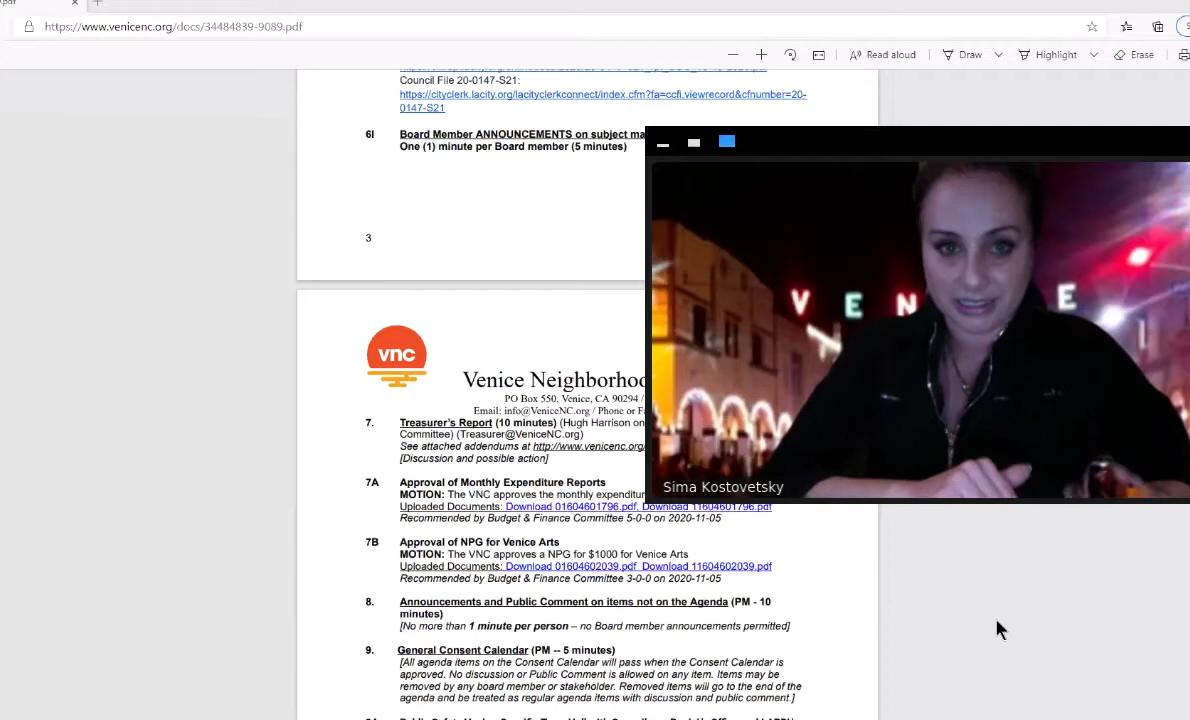 .pdf
https://www.venicenc.org/docs/34484839-9089.pdf
Read aloud Draw Highlight Erase
Council File 20-0147-S21:
https://cityclerk.lacity.org/lacityclerkconnect/index.cfm?fa=ccfi.viewrecord&cfnumber=20-
0147-S21
6I Board Member ANNOUNCEMENTS on subject ma
One (1) minute per Board member (5 minutes)
3
vnc
Venice Neighborhoo
PO Box 550, Venice, CA 90294 /
Email: info@VeniceNC.org / Phone or Fa
7. Treasurer's Report (10 minutes) (Hugh Harrison on
Committee) (Treasurer@VeniceNC.org)
See attached addendums at http://www.venicenc.org/
[Discussion and possible action]
7A Approval of Monthly Expenditure Reports
MOTION: The VNC approves the monthly expenditur
Uploaded Documents: Download 01604601796.pdf, Download 11604601796.pdf
Recommended by Budget & Finance Committee 5-0-0 on 2020-11-05
7B Approval of NPG for Venice Arts
MOTION: The VNC approves a NPG for $1000 for Venice Arts
Uploaded Documents: Download 01604602039.pdf Download 11604602039.pdf
Recommended by Budget & Finance Committee 3-0-0 on 2020-11-05
8. Announcements and Public Comment on items not on the Agenda (PM - 10
minutes)
[No more than 1 minute per person – no Board member announcements permitted]
9. General Consent Calendar (PM -- 5 minutes)
[All agenda items on the Consent Calendar will pass when the Consent Calendar is
approved. No discussion or Public Comment is allowed on any item. Items may be
removed by any board member or stakeholder. Removed items will go to the end of the
agenda and be treated as regular agenda items with discussion and public comment.]
V E N E
Sima Kostovetsky